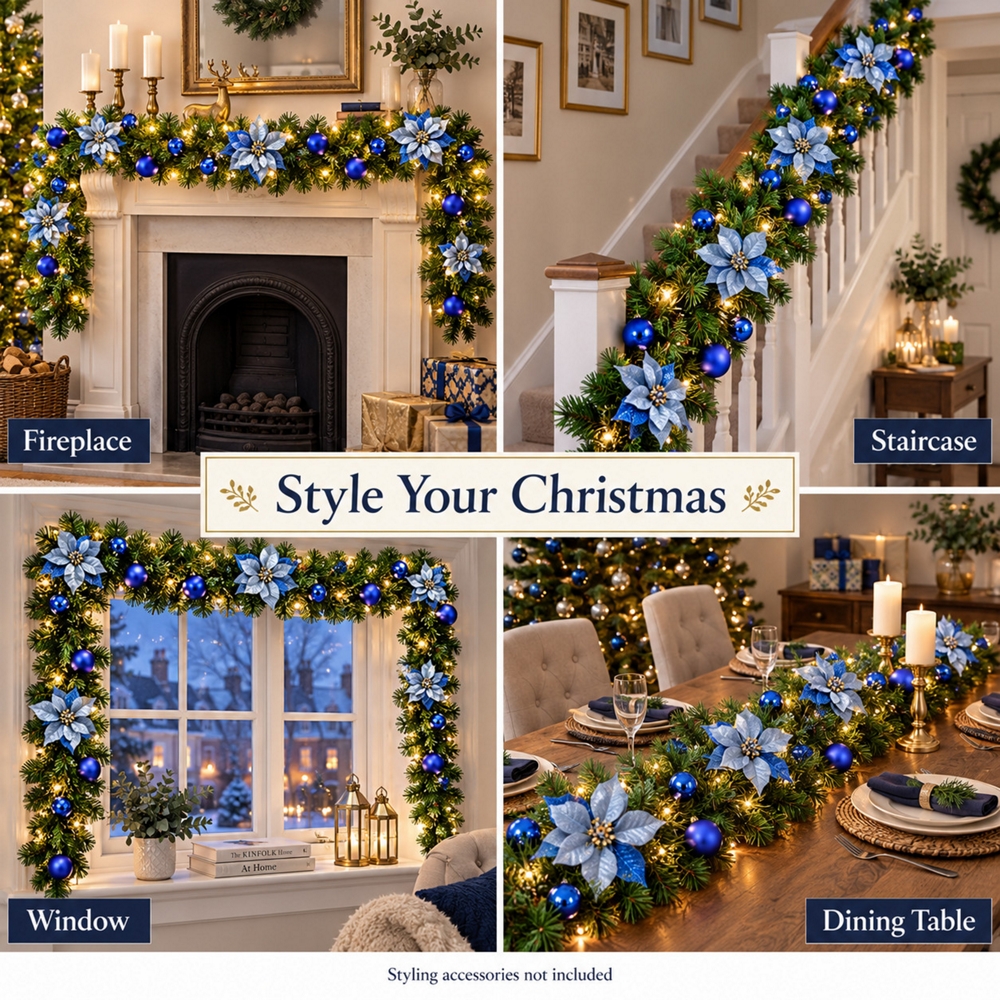 Fireplace
Staircase
Style Your Christmas
The KINFOLK Home
At Home
Window
Dining Table
Styling accessories not included